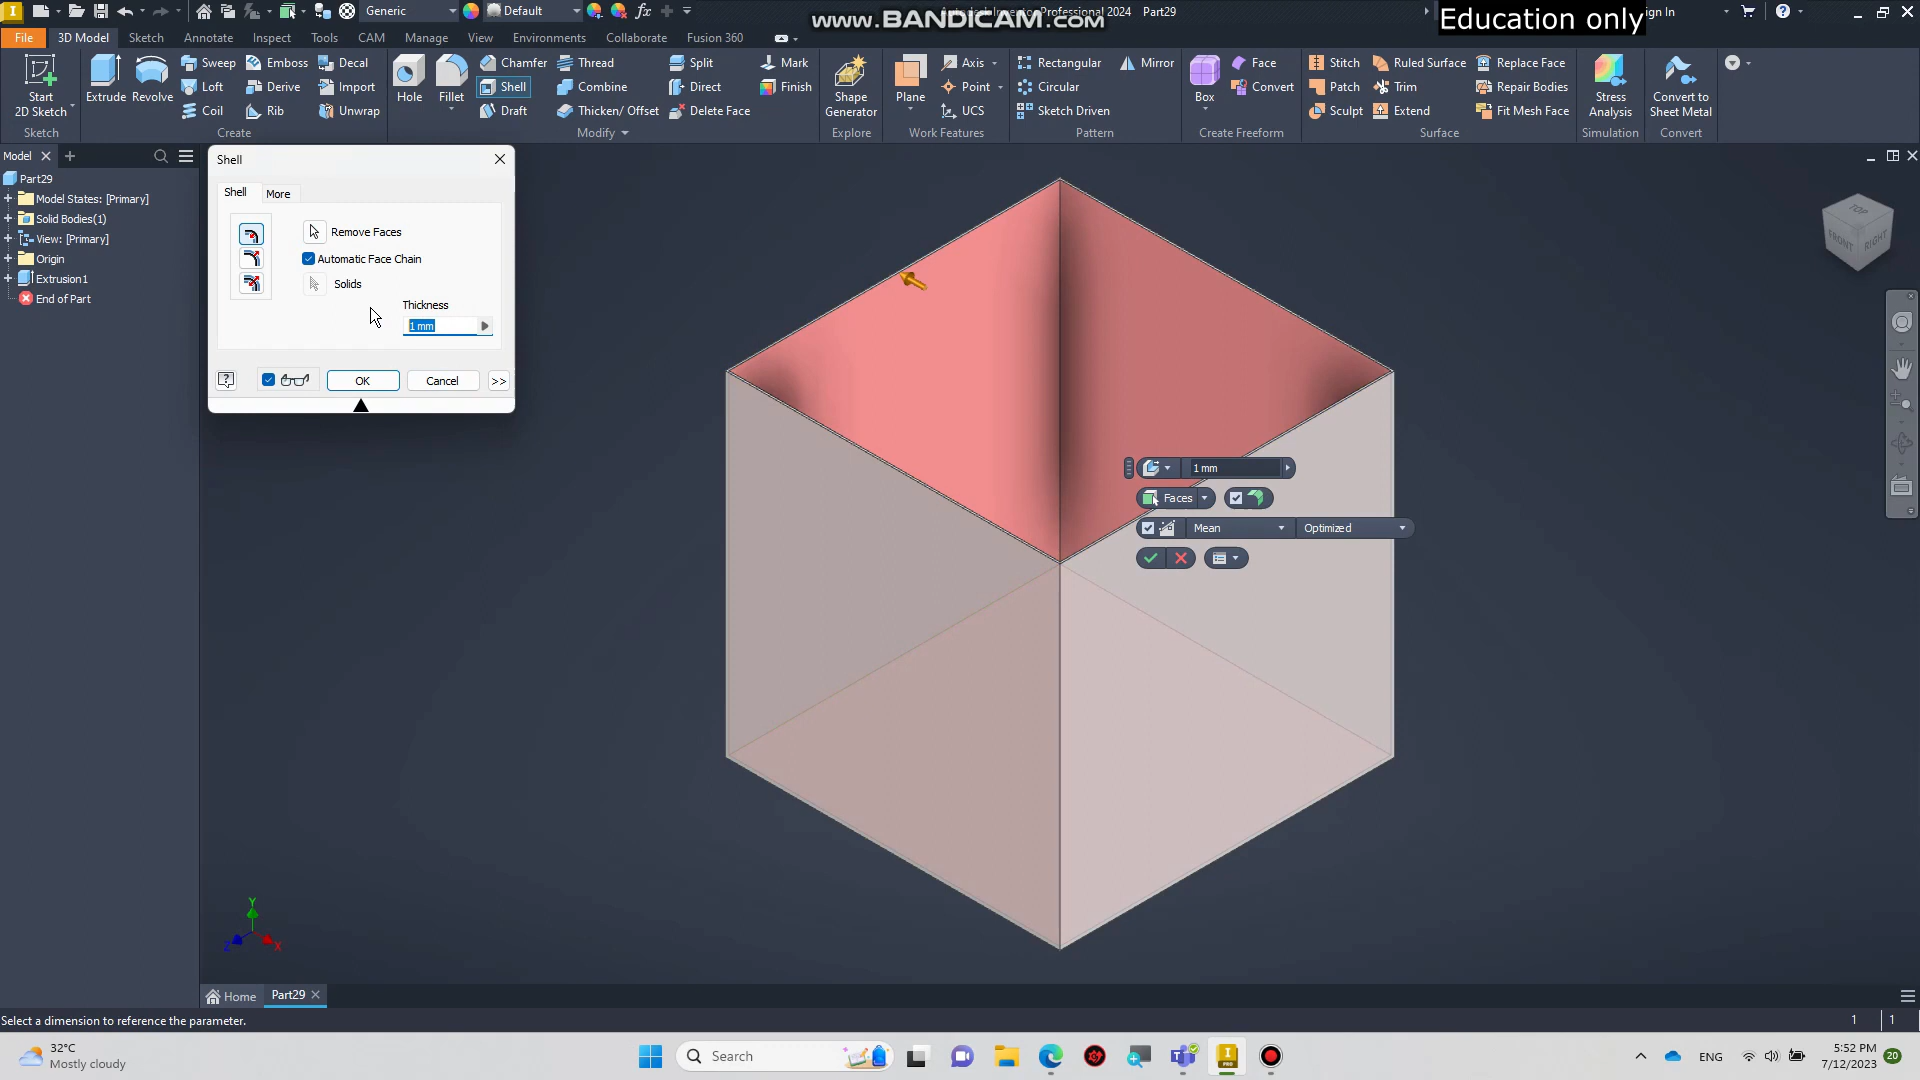 Generic
Default
fx
www.BANDICAM.com
Professional 2024 Part29
Education only
Sign In
File
3D Model
Sketch
Annotate
Inspect
Tools
CAM
Manage
View
Environments
Collaborate
Fusion 360
Start
2D Sketch
Sketch
Extrude
Revolve
Sweep
Loft
Coil
Emboss
Derive
Rib
Decal
Import
Unwrap
Create
Hole
Fillet
Chamfer
Shell
Draft
Thread
Combine
Thicken/ Offset
Split
Direct
Delete Face
Modify
Mark
Finish
Shape
Generator
Explore
Plane
Axis
Point
UCS
Work Features
Rectangular
Circular
Sketch Driven
Mirror
Pattern
Box
Face
Convert
Create Freeform
Stitch
Patch
Sculpt
Ruled Surface
Trim
Extend
Replace Face
Repair Bodies
Fit Mesh Face
Surface
Stress
Analysis
Simulation
Convert to
Sheet Metal
Convert
Model
Part29
Model States: [Primary]
Solid Bodies(1)
View: [Primary]
Origin
Extrusion1
End of Part
Shell
Shell
More
Remove Faces
Automatic Face Chain
Solids
Thickness
1 mm
OK
Cancel
>>
1 mm
Faces
Mean
Optimized
TOP
FRONT
RIGHT
Y
Z
X
Home
Part29
Select a dimension to reference the parameter.
1
1
32°C
Mostly cloudy
Search
ENG
5:52 PM
7/12/2023
20